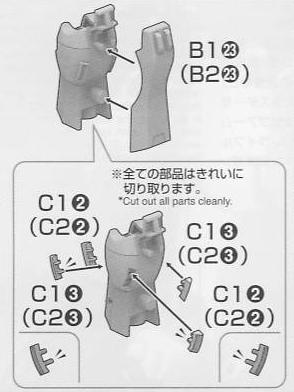 B1㉓
(B2㉓)
※全ての部品はきれいに
切り取ります。
*Cut out all parts cleanly.
C1❷
(C2❷)
C1❸
(C2❸)
C1❸
(C2❸)
C1❷
(C2❷)